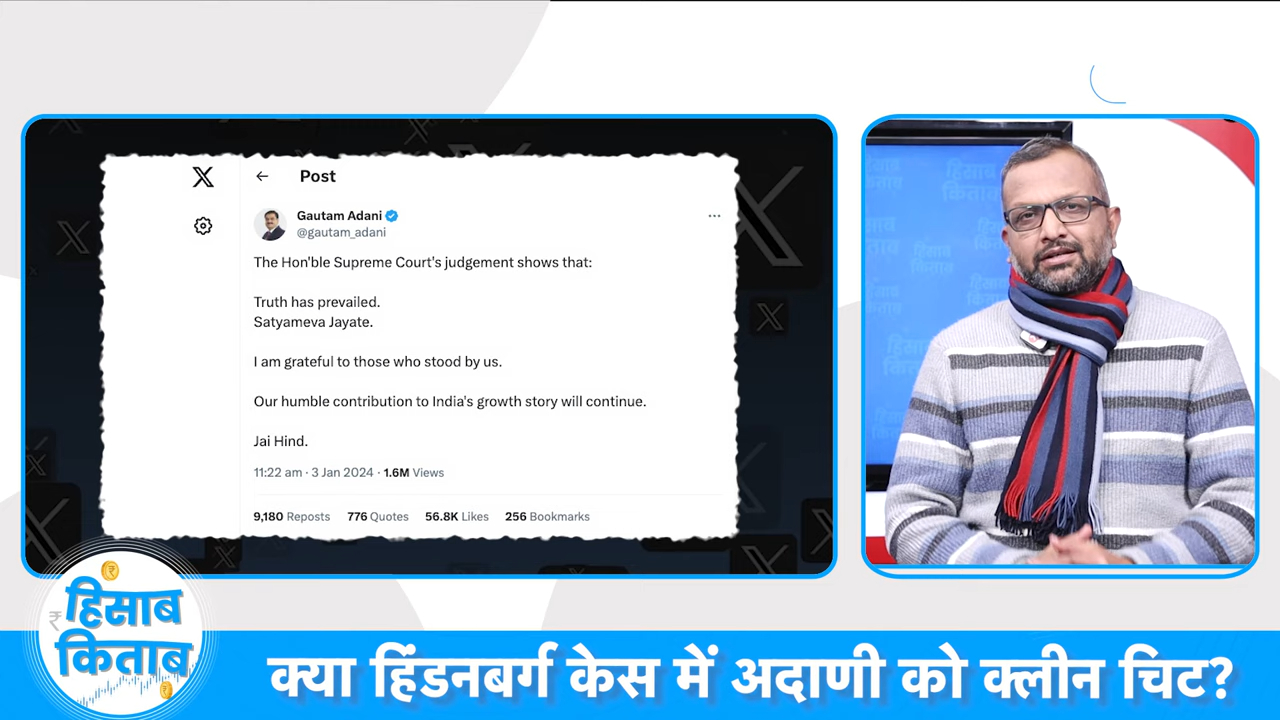 Post
Gautam Adani
@gautam_adani
The Hon'ble Supreme Court's judgement shows that:
Truth has prevailed.
Satyameva Jayate.
I am grateful to those who stood by us.
Our humble contribution to India's growth story will continue.
Jai Hind.
11:22 am · 3 Jan 2024 · 1.6M Views
9,180 Reposts 776 Quotes 56.8K Likes 256 Bookmarks
हिसाब
किताब
हिसाब
किताब
क्या हिंडनबर्ग केस में अदाणी को क्लीन चिट?